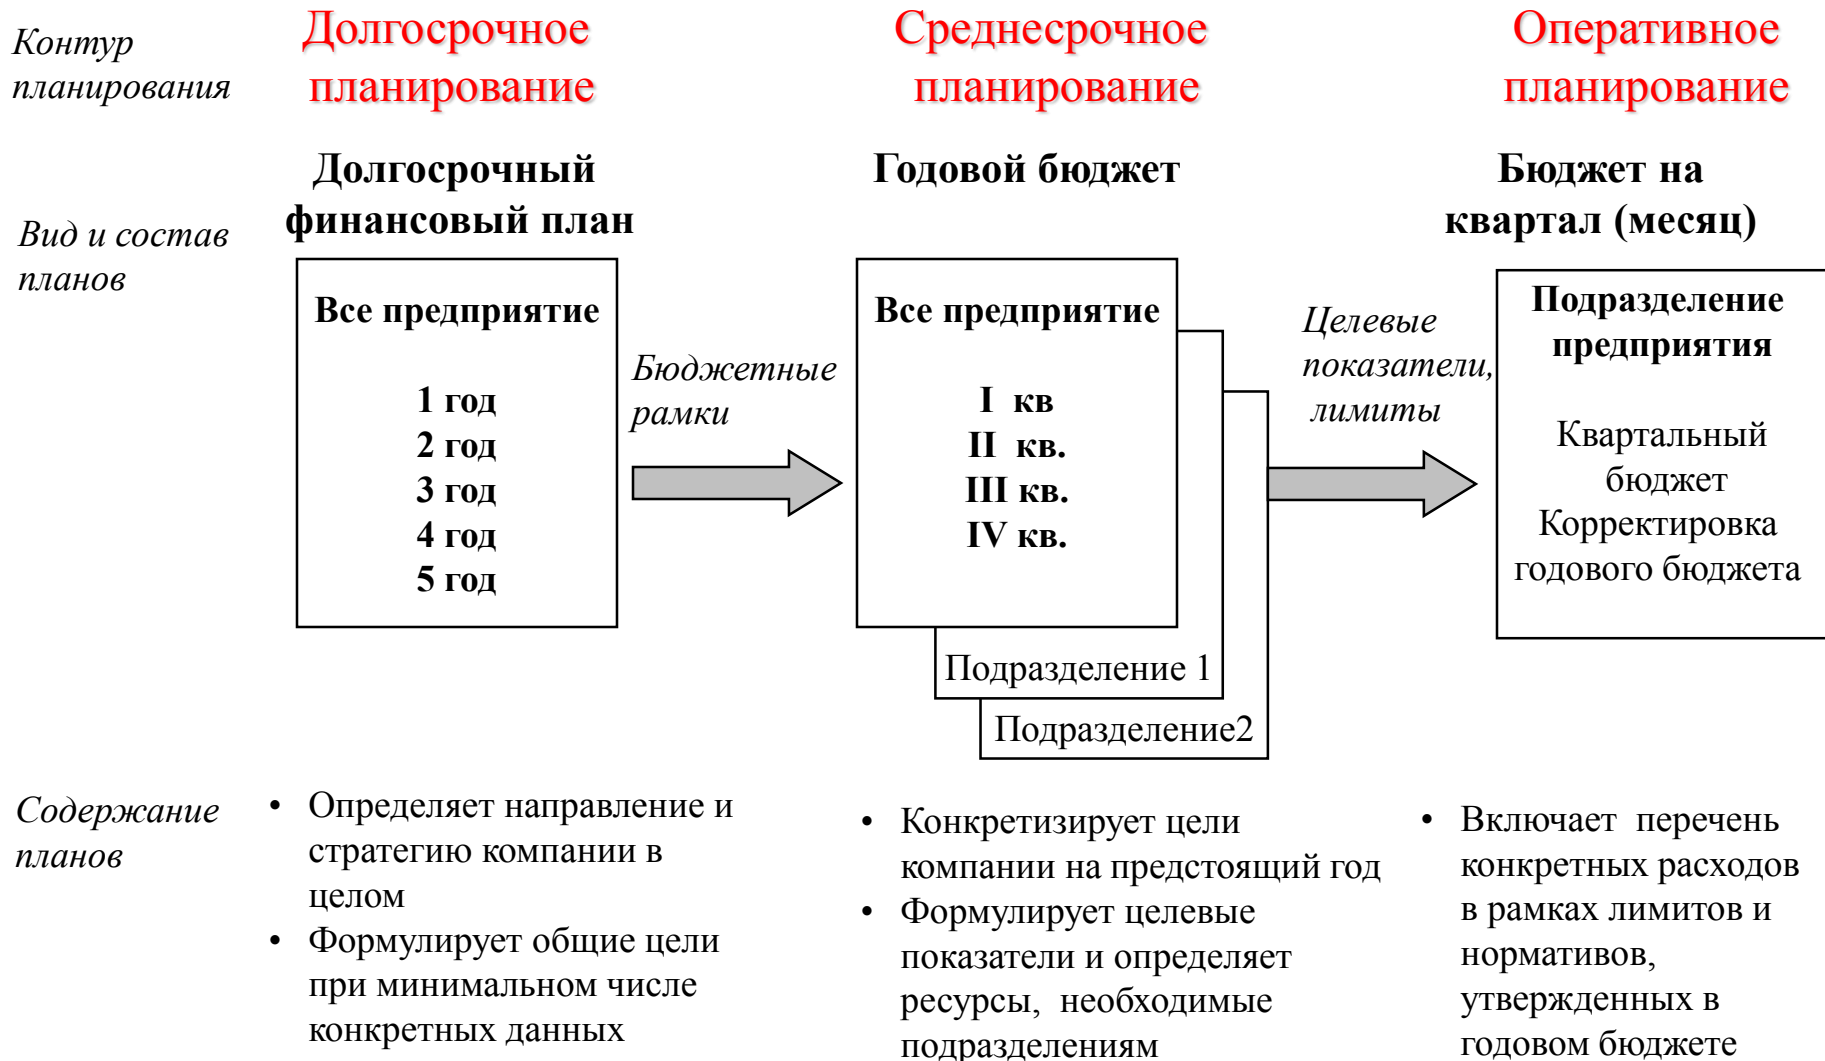 Контур
планирования
Долгосрочное
планирование
Среднесрочное
планирование
Оперативное
планирование
Вид и состав
планов
Долгосрочный
финансовый план
Годовой бюджет
Бюджет на
квартал (месяц)
Все предприятие
1 год
2 год
3 год
4 год
5 год
Бюджетные
рамки
Все предприятие
I кв
II кв.
III кв.
IV кв.
Подразделение 1
Подразделение2
Целевые
показатели,
лимиты
Подразделение
предприятия
Квартальный
бюджет
Корректировка
годового бюджета
Содержание
планов
• Определяет направление и
стратегию компании в
целом
• Формулирует общие цели
при минимальном числе
конкретных данных
• Конкретизирует цели
компании на предстоящий год
• Формулирует целевые
показатели и определяет
ресурсы, необходимые
подразделениям
• Включает перечень
конкретных расходов
в рамках лимитов и
нормативов,
утвержденных в
годовом бюджете